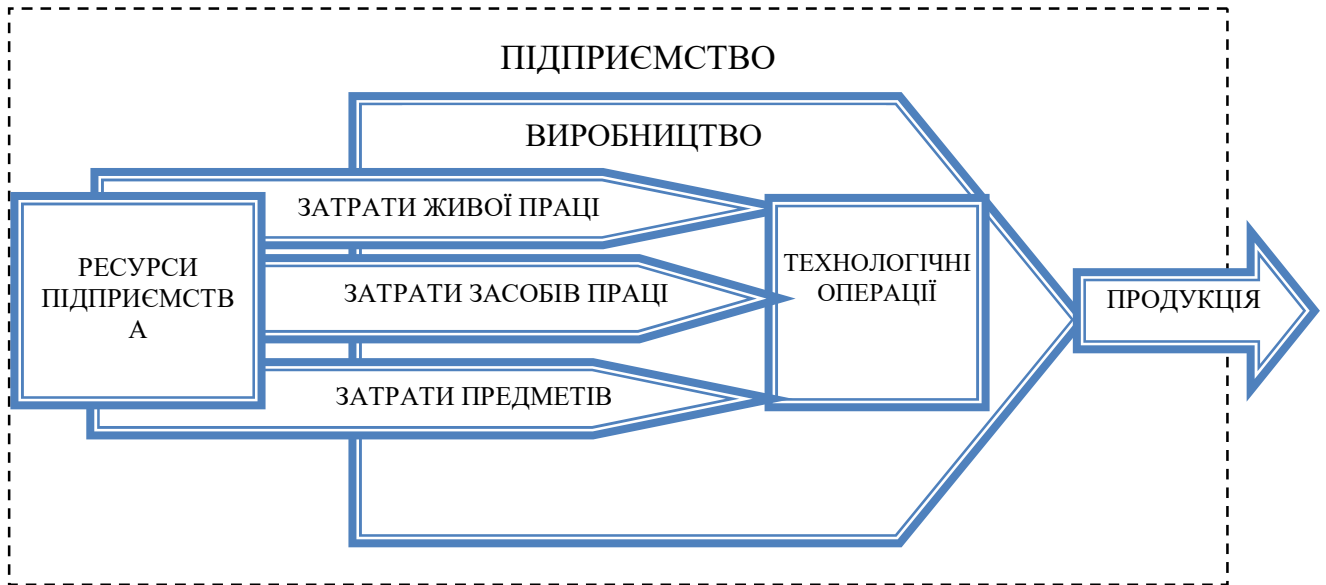 ПІДПРИЄМСТВО
ВИРОБНИЦТВО
ЗАТРАТИ ЖИВОЇ ПРАЦІ
РЕСУРСИ
ПІДПРИЄМСТВ
А
ЗАТРАТИ ЗАСОБІВ ПРАЦІ
ЗАТРАТИ ПРЕДМЕТІВ
ТЕХНОЛОГІЧНІ
ОПЕРАЦІЇ
ПРОДУКЦІЯ